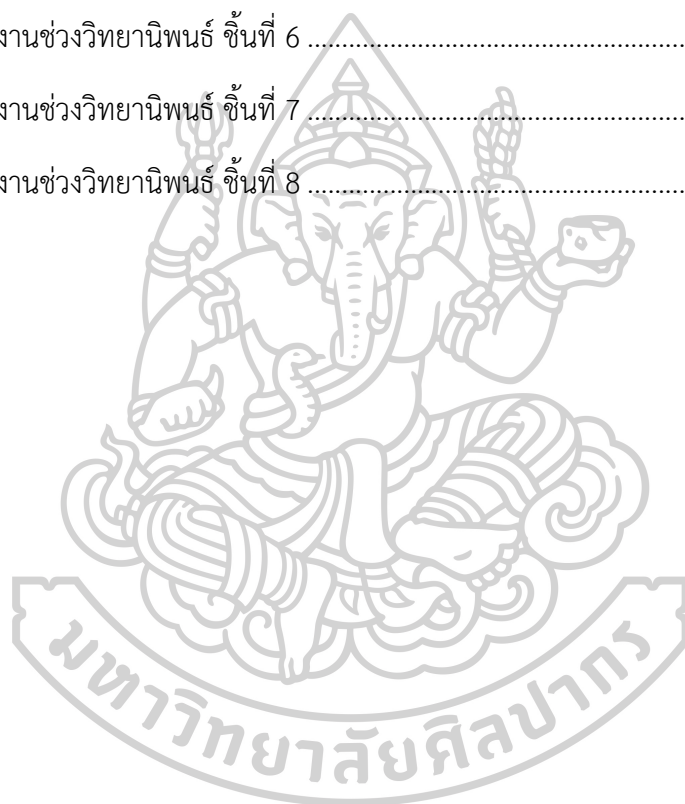 งานช่วงวิทยานิพนธ์ ชิ้นที่ 6 ........................................................
งานช่วงวิทยานิพนธ์ ชิ้นที่ 7 ........................................................
งานช่วงวิทยานิพนธ์ ชิ้นที่ 8 ........................................................
มหาวิทยาลัยศิลปากร